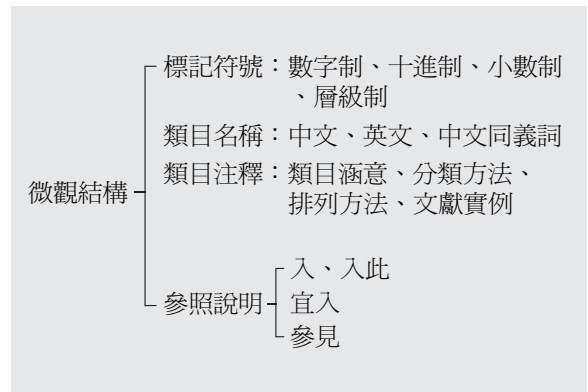 標記符號：數字制、十進制、小數制
、層級制
類目名稱：中文、英文、中文同義詞
類目注釋：類目涵意、分類方法、
排列方法、文獻實例
微觀結構
入、入此
參照說明
宜入
參見